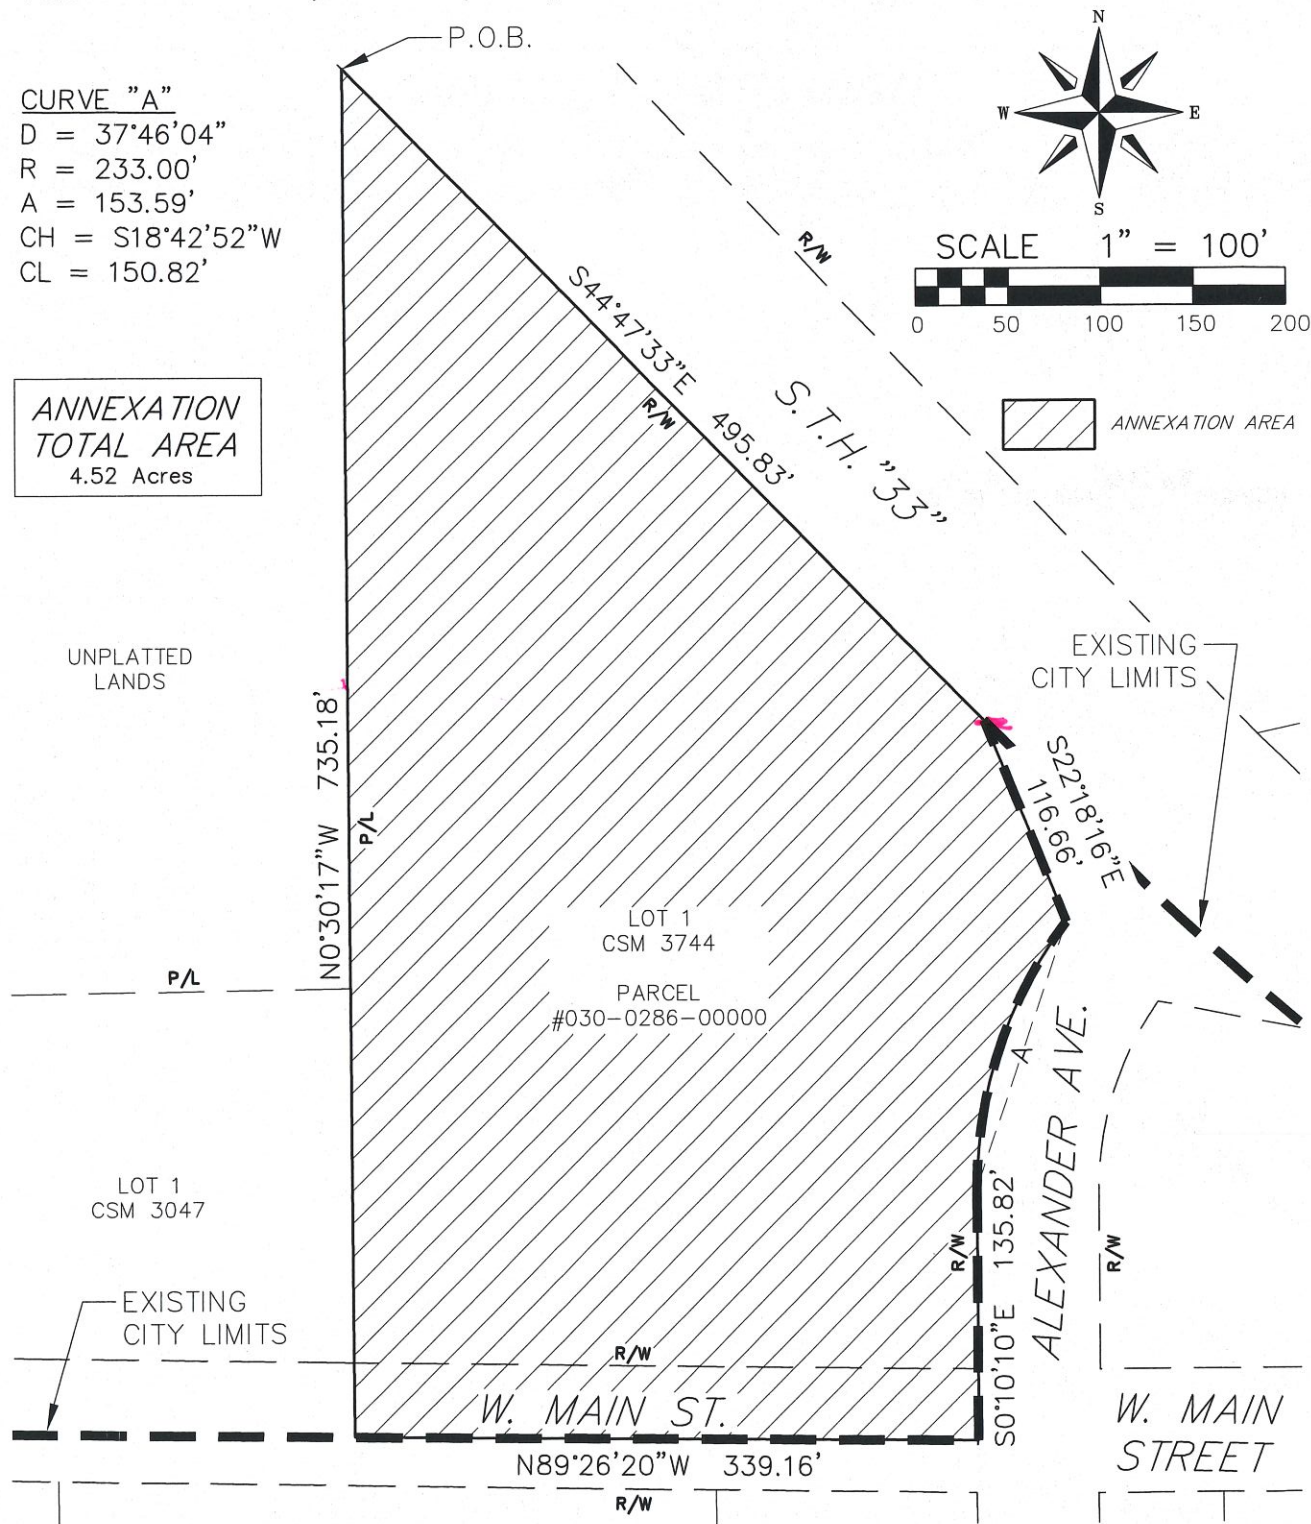 P.O.B.
N
W
E
S
CURVE "A"
D = 37°46'04"
R = 233.00'
A = 153.59'
CH = S18°42'52"W
CL = 150.82'
SCALE 1" = 100'
0 50 100 150 200
R/W
S44°47'33"E 495.83'
R/W
S.T.H. "33"
ANNEXATION
TOTAL AREA
4.52 Acres
ANNEXATION AREA
UNPLATTED
LANDS
EXISTING
CITY LIMITS
N0°30'17"W 735.18'
P/L
S22°18'16"E
116.66'
LOT 1
CSM 3744
PARCEL
#030-0286-00000
P/L
A
ALEXANDER AVE.
LOT 1
CSM 3047
S0°10'10"E 135.82'
R/W
R/W
EXISTING
CITY LIMITS
R/W
W. MAIN ST.
W. MAIN
STREET
N89°26'20"W 339.16'
R/W